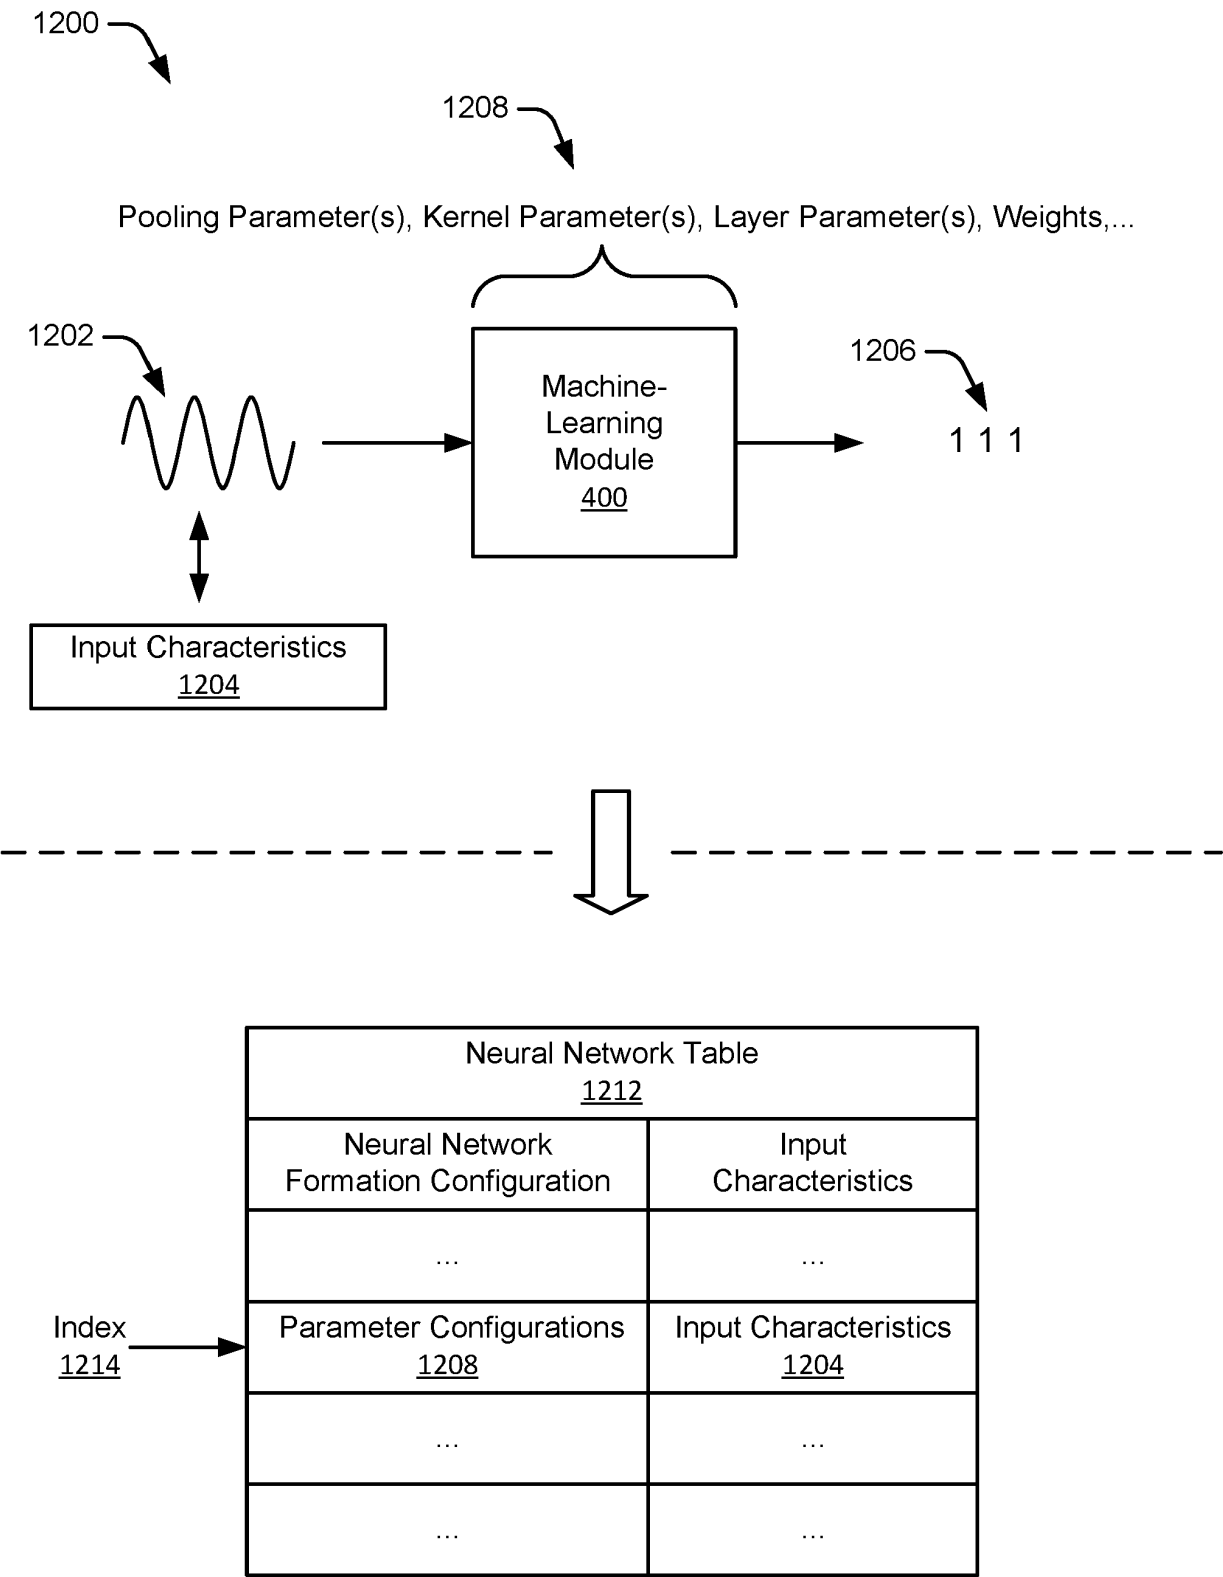 1200
1208
Pooling Parameter(s), Kernel Parameter(s), Layer Parameter(s), Weights,...
1202
1206
Machine-
Learning
Module
400
1 1 1
Input Characteristics
1204
Neural Network Table
1212
Neural Network
Formation Configuration
Input
Characteristics
...
...
Index
1214
Parameter Configurations
1208
Input Characteristics
1204
...
...
...
...